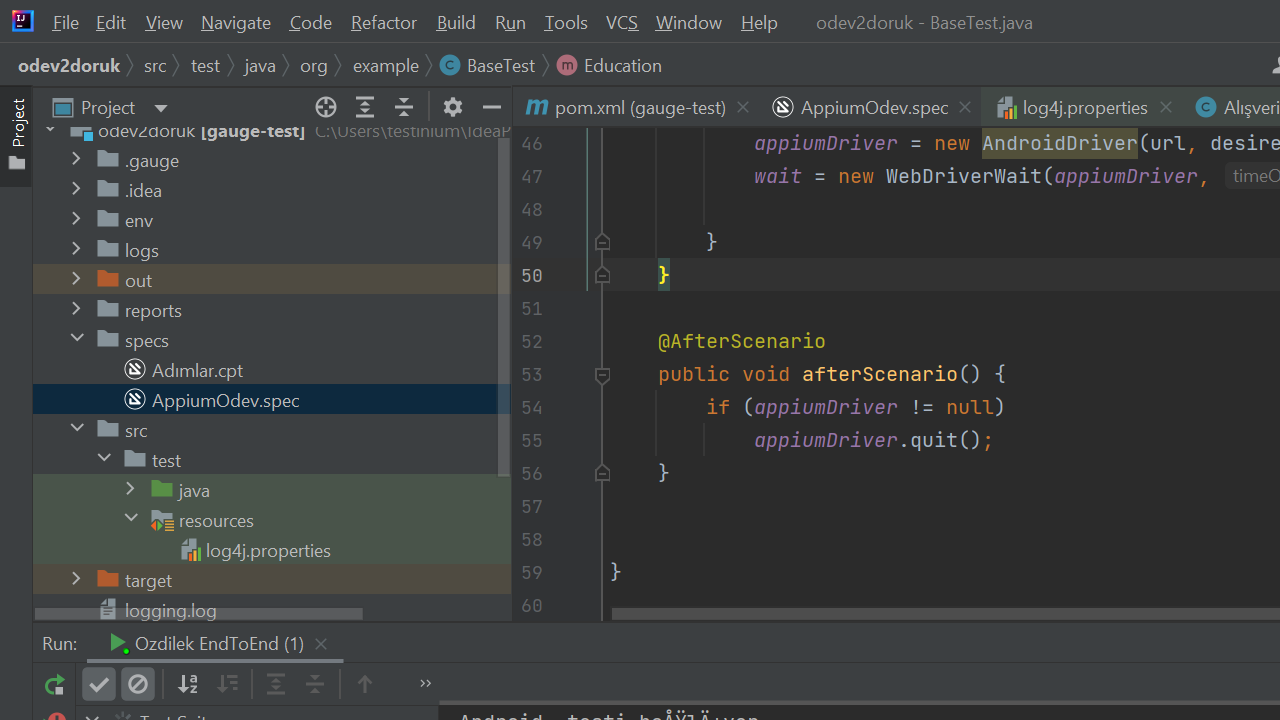 File Edit View Navigate Code Refactor Build Run Tools VCS Window Help odev2doruk - BaseTest.java
odev2doruk src test java org example BaseTest Education
Project
Project
pom.xml (gauge-test) AppiumOdev.spec log4j.properties Alışveri
odev2doruk [gauge-test] C:\Users\testinium\IdeaP
.gauge
.idea
env
logs
out
reports
specs
Adımlar.cpt
AppiumOdev.spec
src
test
java
resources
log4j.properties
target
logging.log
46 appiumDriver = new AndroidDriver(url, desire
47 wait = new WebDriverWait(appiumDriver, timeO
48
49 }
50 }
51
52 @AfterScenario
53 public void afterScenario() {
54 if (appiumDriver != null)
55 appiumDriver.quit();
56 }
57
58
59 }
60
Run: Ozdilek EndToEnd (1)